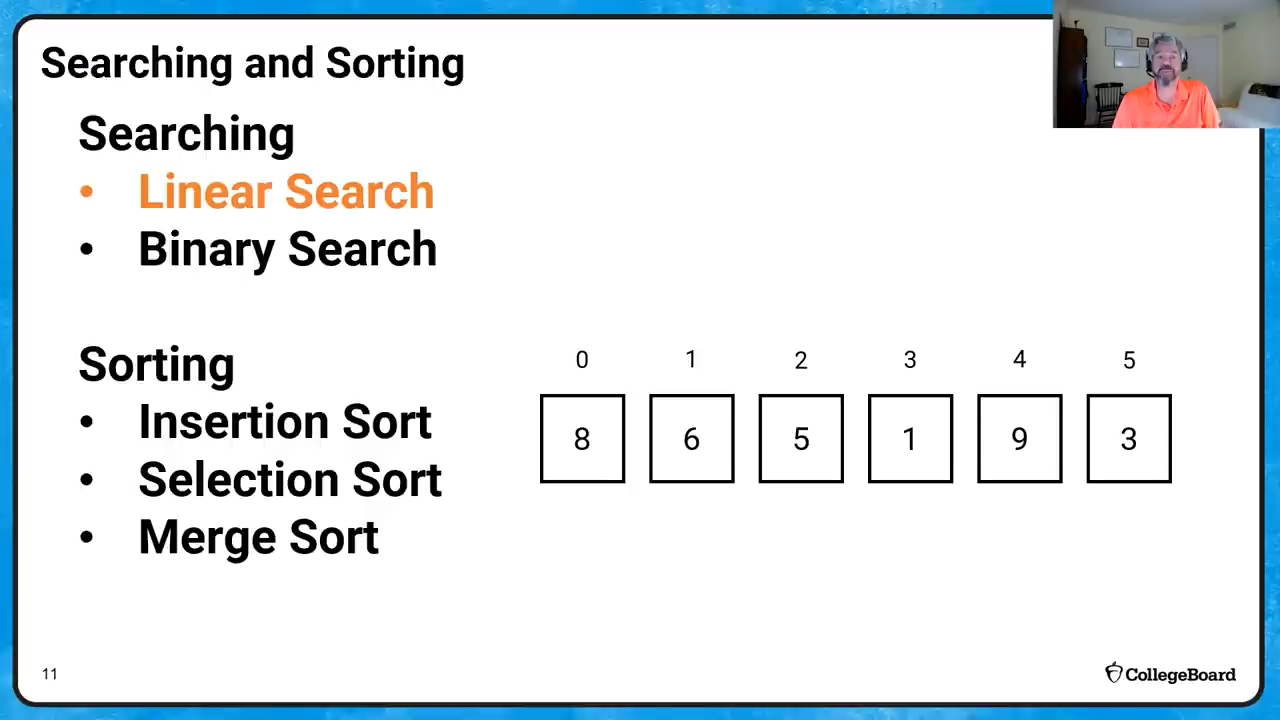 Searching and Sorting
Searching
• Linear Search
• Binary Search
Sorting
• Insertion Sort
• Selection Sort
• Merge Sort
0 1 2 3 4 5
8 6 5 1 9 3
11
CollegeBoard